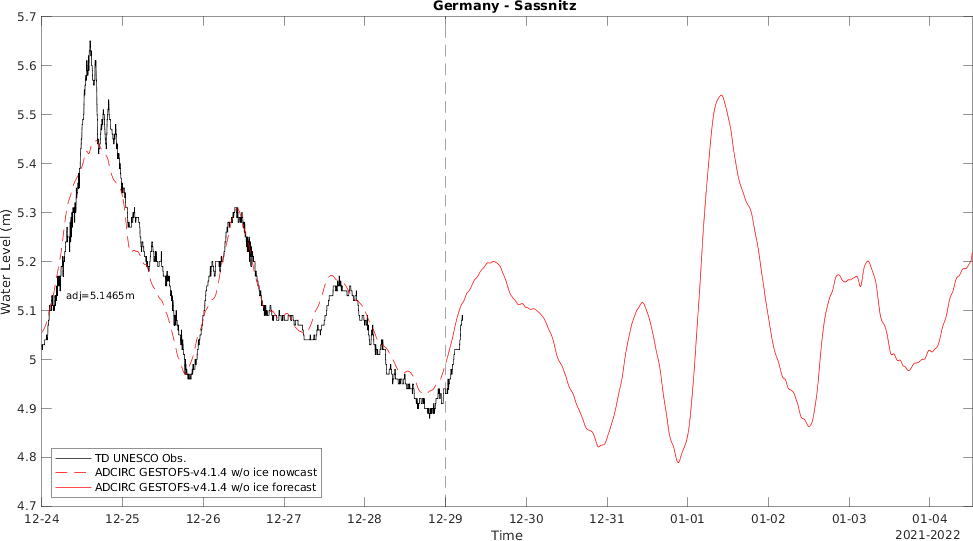 Germany - Sassnitz
5.7
5.6
5.5
5.4
5.3
5.2
5.1
5
4.9
4.8
4.7
Water Level (m)
adj=5.1465m
TD UNESCO Obs.
ADCIRC GESTOFS-v4.1.4 w/o ice nowcast
ADCIRC GESTOFS-v4.1.4 w/o ice forecast
12-24 12-25 12-26 12-27 12-28 12-29 12-30 12-31 01-01 01-02 01-03 01-04
Time
2021-2022